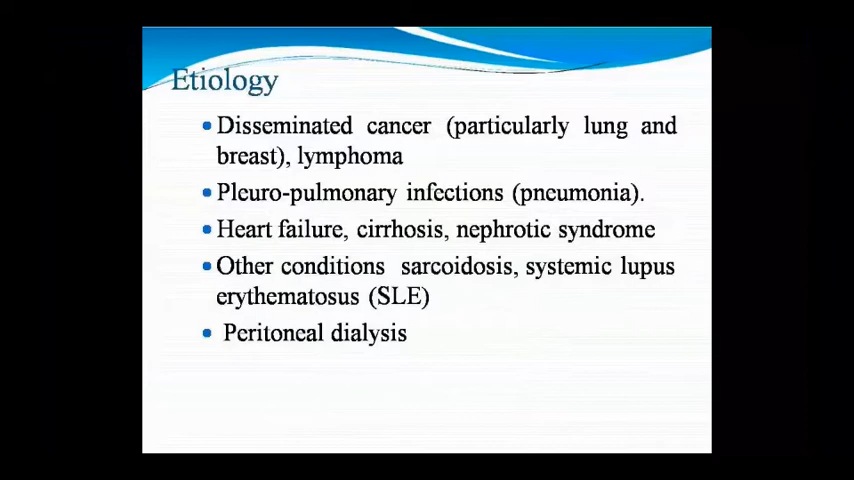 Etiology
• Disseminated cancer (particularly lung and
breast), lymphoma
• Pleuro-pulmonary infections (pneumonia).
• Heart failure, cirrhosis, nephrotic syndrome
• Other conditions sarcoidosis, systemic lupus
erythematosus (SLE)
• Peritoneal dialysis